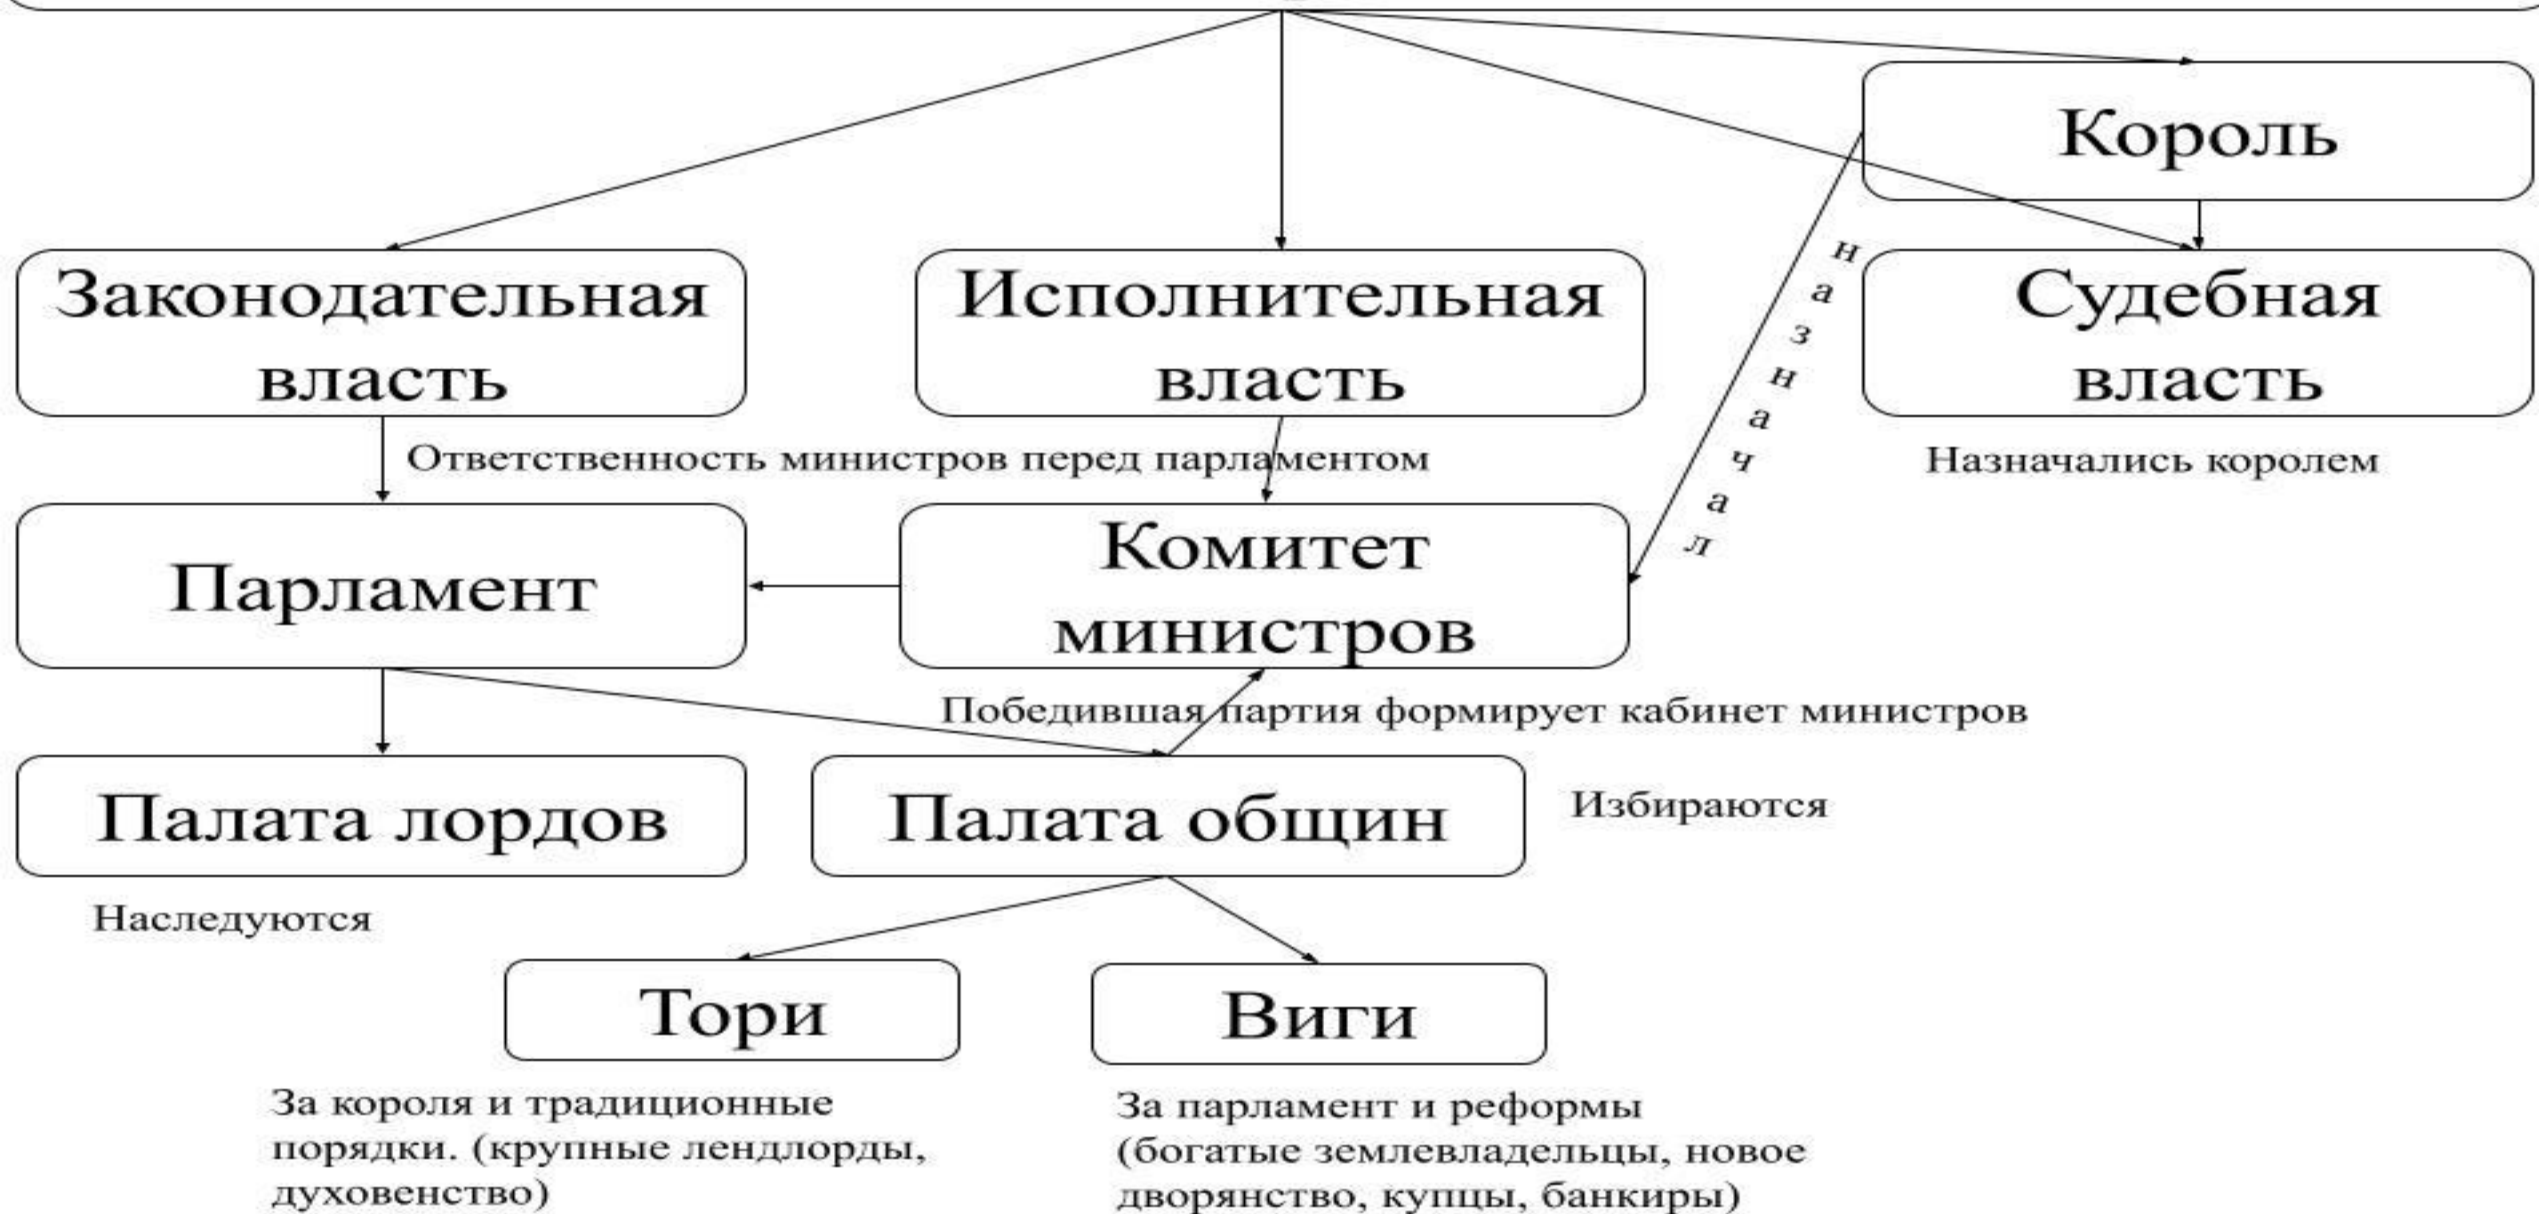 Король
Законодательная
власть
Исполнительная
власть
назначал
Судебная
власть
Ответственность министров перед парламентом
Назначались королем
Парламент
Комитет
министров
Победившая партия формирует кабинет министров
Палата лордов
Палата общин
Избираются
Наследуются
Тори
Виги
За короля и традиционные
порядки. (крупные лендлорды,
духовенство)
За парламент и реформы
(богатые землевладельцы, новое
дворянство, купцы, банкиры)